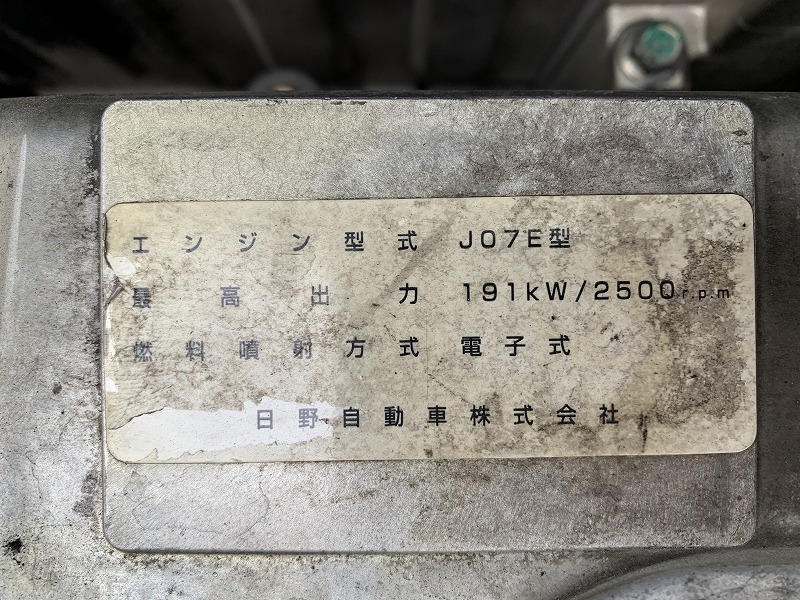 エンジン型式 J07E型
最高出力 191kW/2500r.p.m
燃料噴射方式 電子式
日野自動車株式会社